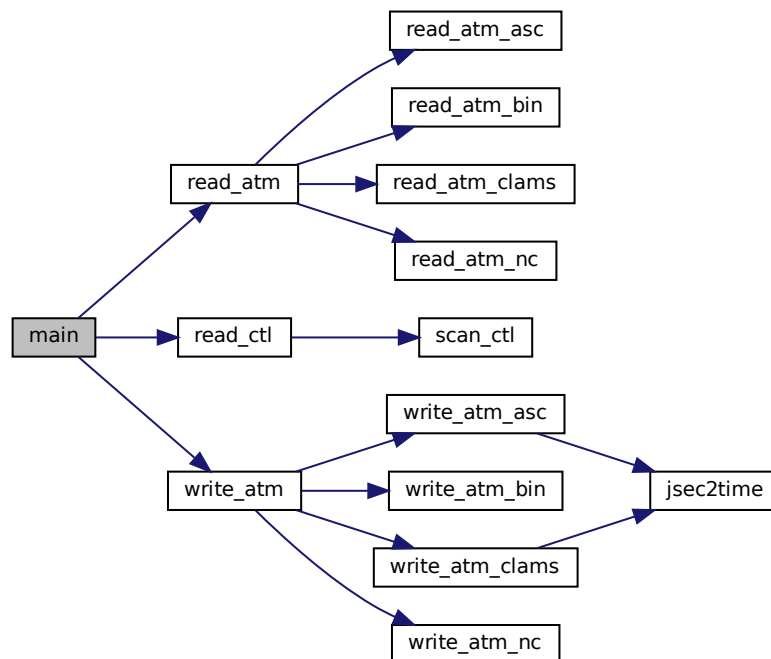 main
read_atm
read_atm_asc
read_atm_bin
read_atm_clams
read_atm_nc
read_ctl
scan_ctl
write_atm
write_atm_asc
jsec2time
write_atm_bin
write_atm_clams
write_atm_nc